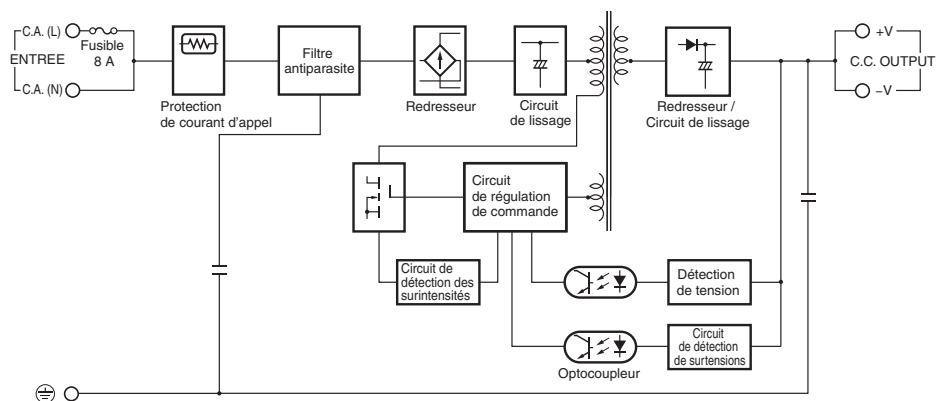 C.A. (L)
Fusible
8 A
ENTREE
C.A. (N)
Protection
de courant d'appel
Filtre
antiparasite
Redresseur
Circuit
de lissage
Redresseur /
Circuit de lissage
+V
C.C. OUTPUT
–V
Circuit
de régulation
de commande
Circuit de
détection des
surintensités
Détection
de tension
Circuit
de détection
de surtensions
Optocoupleur